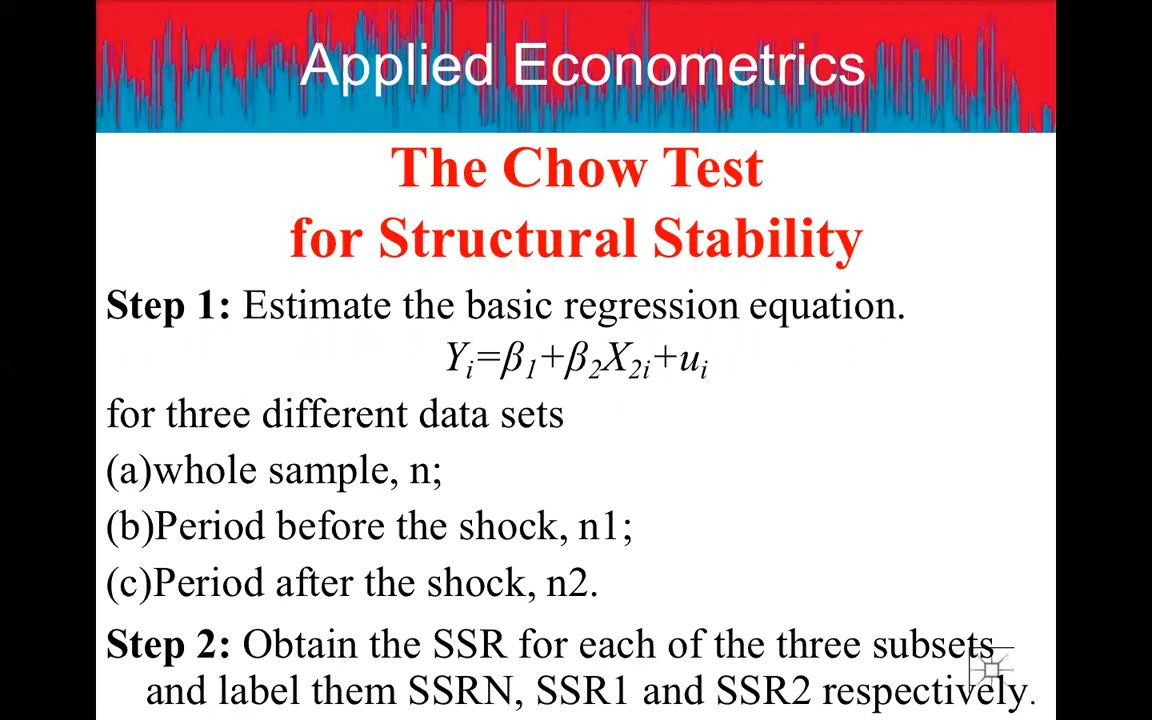 Applied Econometrics
The Chow Test
for Structural Stability
Step 1: Estimate the basic regression equation.
Yᵢ=β₁+β₂X₂ᵢ+uᵢ
for three different data sets
(a)whole sample, n;
(b)Period before the shock, n1;
(c)Period after the shock, n2.
Step 2: Obtain the SSR for each of the three subsets
and label them SSRN, SSR1 and SSR2 respectively.